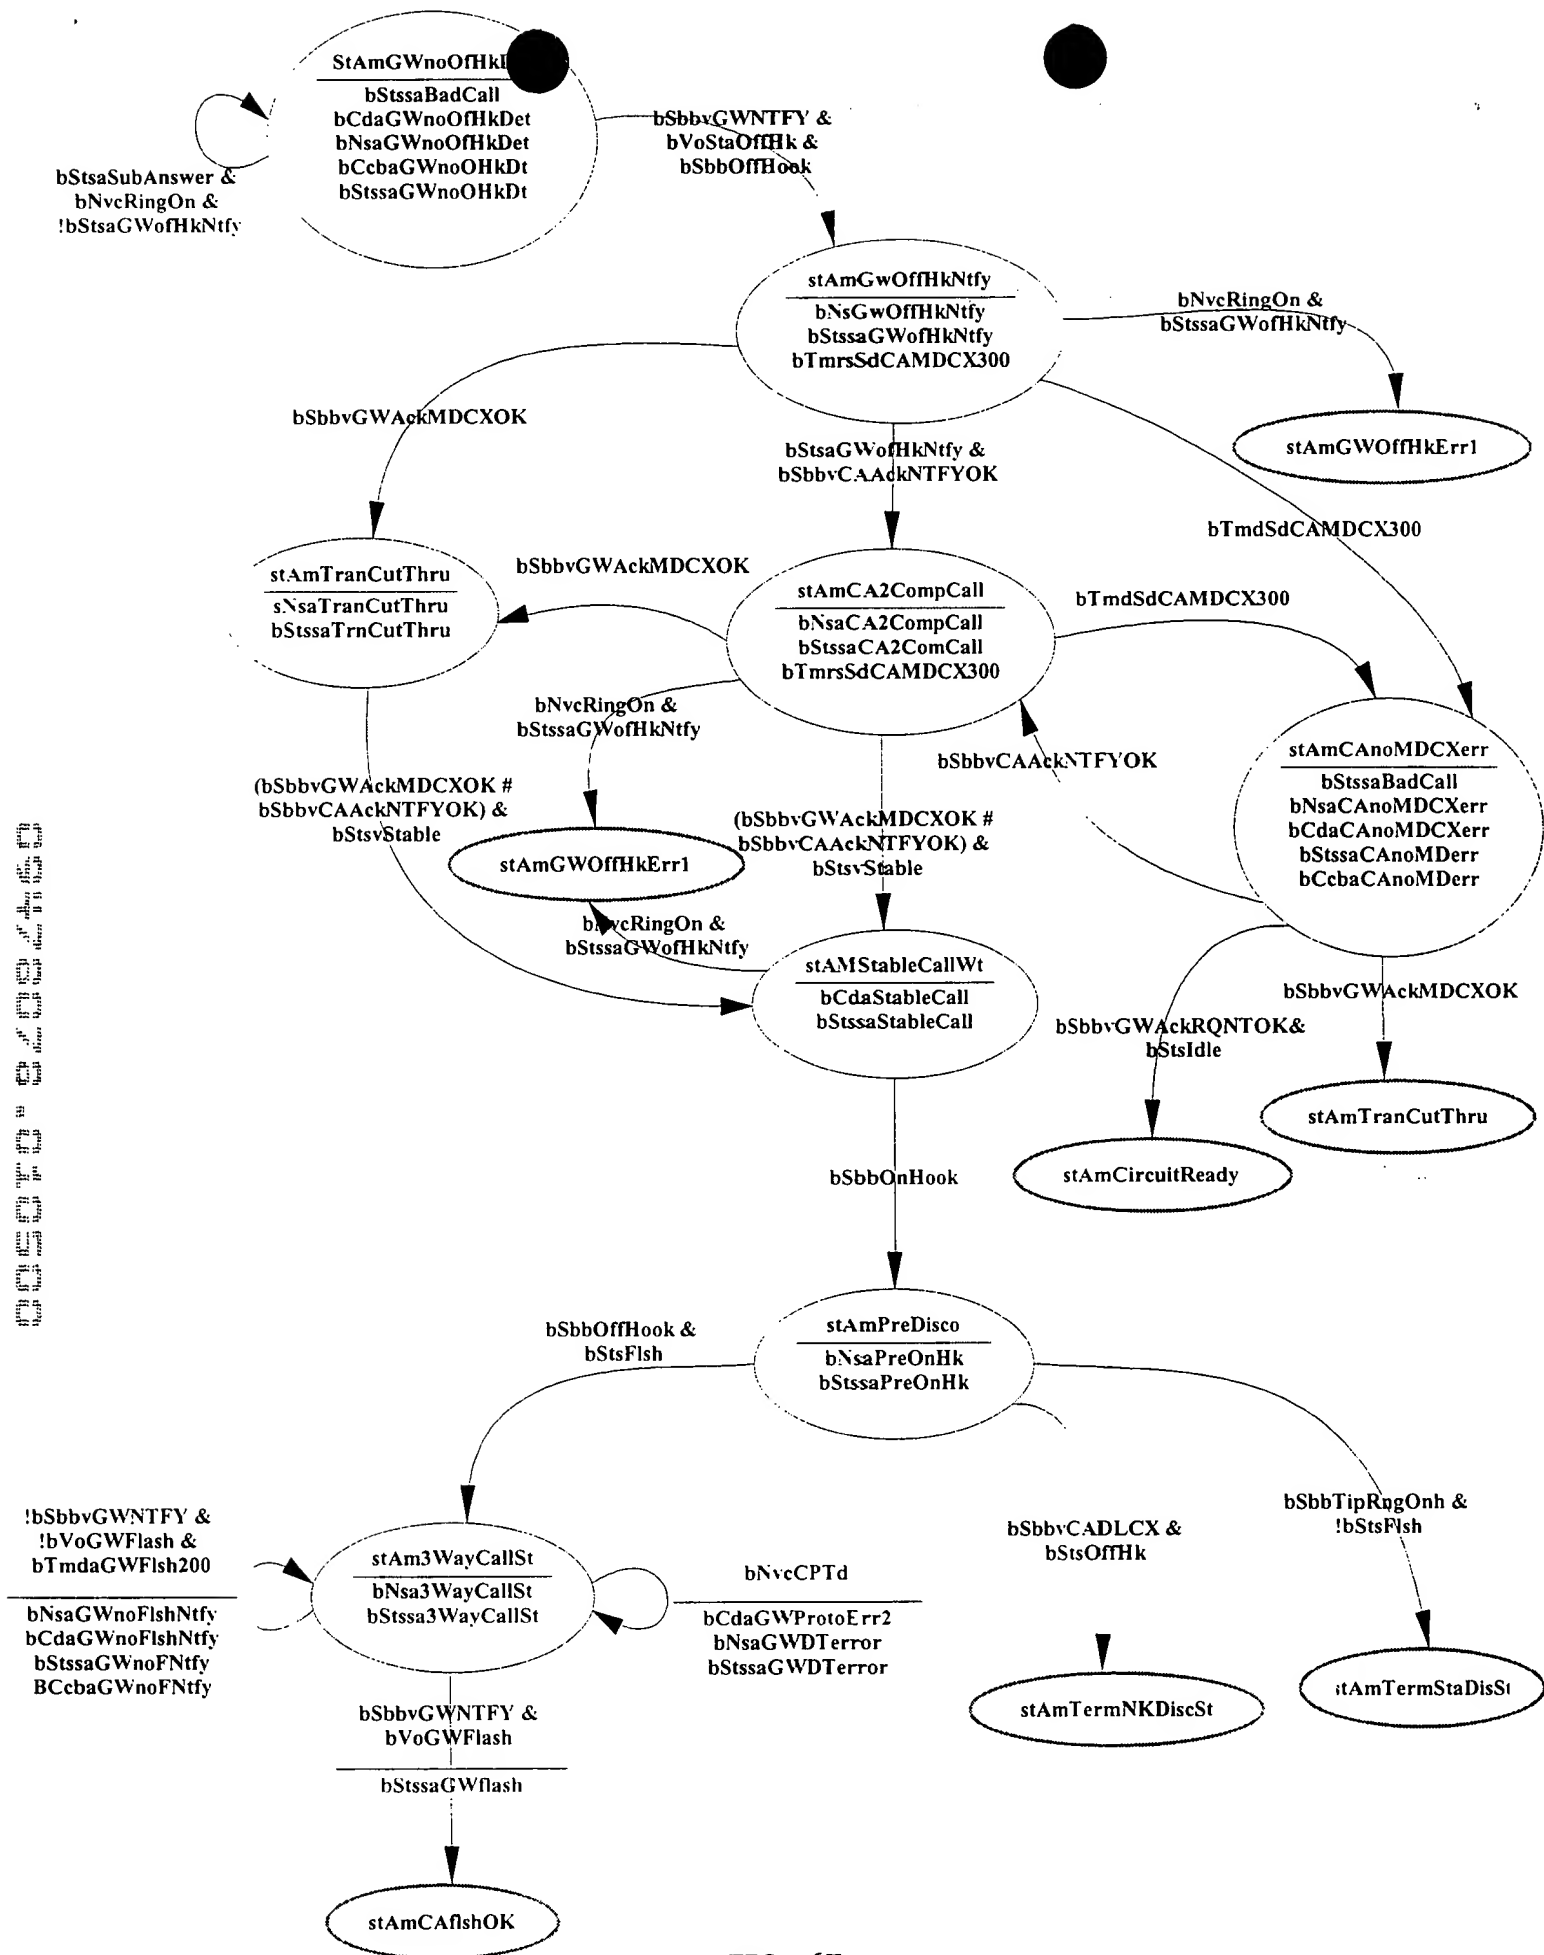 bStssaBadCall
bCdaGWnoOfHkDet
bNsaGWnoOfHkDet
bCcbaGWnoOHkDt
bStssaGWnoOHkDt
bStsaSubAnswer &
bNvcRingOn &
!bStsaGWofHkNtfy
bSbbvGWNTFY &
bVoStaOffHk &
bSbbOffHook
stAmGwOffHkNtfy
bNsGwOffHkNtfy
bStssaGWofHkNtfy
bTmrsSdCAMDCX300
bNvcRingOn &
bStssaGWofHkNtfy
stAmGWOffHkErr1
bSbbvGWAckMDCXOK
bStsaGWofHkNtfy &
bSbbvCAAckNTFYOK
bTmdSdCAMDCX300
stAmTranCutThru
sNsaTranCutThru
bStssaTrnCutThru
bSbbvGWAckMDCXOK
stAmCA2CompCall
bNsaCA2CompCall
bStssaCA2ComCall
bTmrsSdCAMDCX300
bTmdSdCAMDCX300
bNvcRingOn &
bStssaGWofHkNtfy
bSbbvCAAckNTFYOK
stAmCAnoMDCXerr
bStssaBadCall
bNsaCAnoMDCXerr
bCdaCAnoMDCXerr
bStssaCAnoMDerr
bCcbaCAnoMDerr
(bSbbvGWAckMDCXOK #
bSbbvCAAckNTFYOK) &
bStsvStable
stAmGWOffHkErr1
(bSbbvGWAckMDCXOK #
bSbbvCAAckNTFYOK) &
bStsvStable
bNvcRingOn &
bStssaGWofHkNtfy
stAMStableCallWt
bCdaStableCall
bStssaStableCall
bSbbvGWAckRQNTOK&
bStsIdle
bSbbvGWAckMDCXOK
stAmTranCutThru
stAmCircuitReady
bSbbOnHook
stAmPreDisco
bNsaPreOnHk
bStssaPreOnHk
bSbbOffHook &
bStsFlsh
!bSbbvGWNTFY &
!bVoGWFlash &
bTmdaGWFlsh200
bNsaGWnoFlshNtfy
bCdaGWnoFlshNtfy
bStssaGWnoFNtfy
BCcbaGWnoFNtfy
stAm3WayCallSt
bNsa3WayCallSt
bStssa3WayCallSt
bNvcCPTd
bCdaGWProtoErr2
bNsaGWDTerror
bStssaGWDTerror
bSbbvCADLCX &
bStsOffHk
bSbbTipRngOnh &
!bStsFlsh
stAmTermNKDiscSt
stAmTermStaDisSt
bSbbvGWNTFY &
bVoGWFlash
bStssaGWflash
stAmCAflshOK